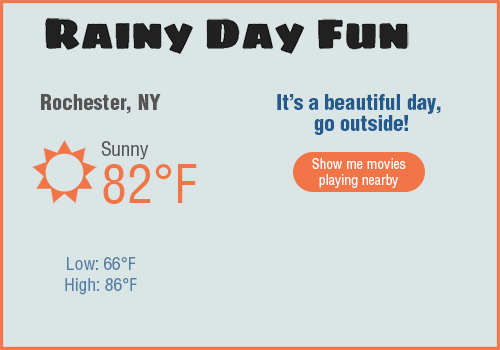 Rainy Day Fun
Rochester, NY
Sunny
82°F
Low: 66°F
High: 86°F
It’s a beautiful day,
go outside!
Show me movies
playing nearby